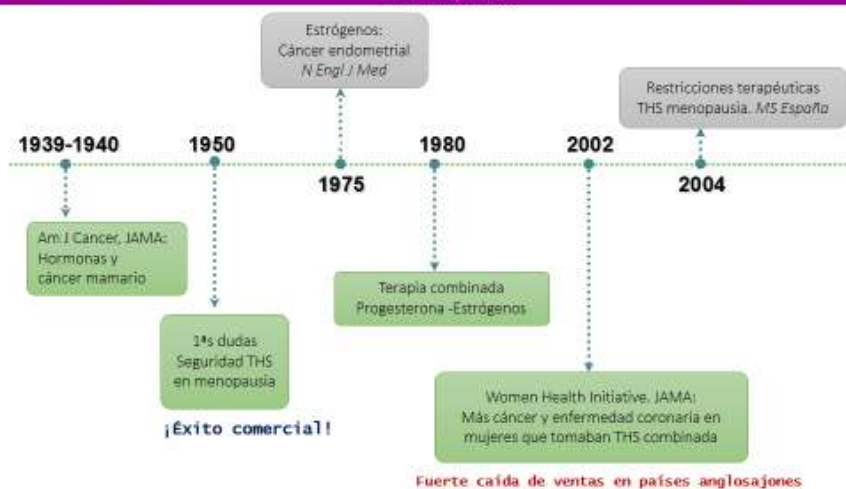 Estrógenos:
Cáncer endometrial
N Engl J Med
Restricciones terapéuticas
THS menopausia. MS España
1939-1940
1950
1975
1980
2002
2004
Am J Cancer, JAMA:
Hormonas y
cáncer mamario
1ªs dudas
Seguridad THS
en menopausia
¡Éxito comercial!
Terapia combinada
Progesterona -Estrógenos
Women Health Initiative. JAMA:
Más cáncer y enfermedad coronaria en
mujeres que tomaban THS combinada
Fuerte caída de ventas en países anglosajones